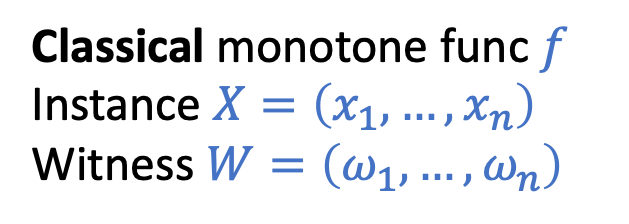 Classical monotone func f
Instance X = (x₁, ..., xₙ)
Witness W = (ω₁, ..., ωₙ)